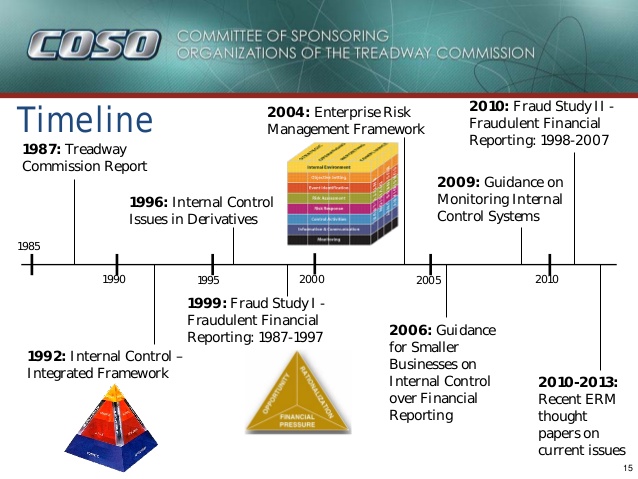 COSO
COMMITTEE OF SPONSORING
ORGANIZATIONS OF THE TREADWAY COMMISSION
Timeline
1987: Treadway
Commission Report
1996: Internal Control
Issues in Derivatives
2004: Enterprise Risk
Management Framework
Internal Environment
Objective Setting
Event Identification
Risk Assessment
Risk Response
Control Activities
Information & Communication
Monitoring
2009: Guidance on
Monitoring Internal
Control Systems
2010: Fraud Study II -
Fraudulent Financial
Reporting: 1998-2007
1985
1990
1995
2000
2005
2010
1992: Internal Control –
Integrated Framework
1999: Fraud Study I -
Fraudulent Financial
Reporting: 1987-1997
OPPORTUNITY
RATIONALIZATION
FINANCIAL
PRESSURE
2006: Guidance
for Smaller
Businesses on
Internal Control
over Financial
Reporting
2010-2013:
Recent ERM
thought
papers on
current issues
15